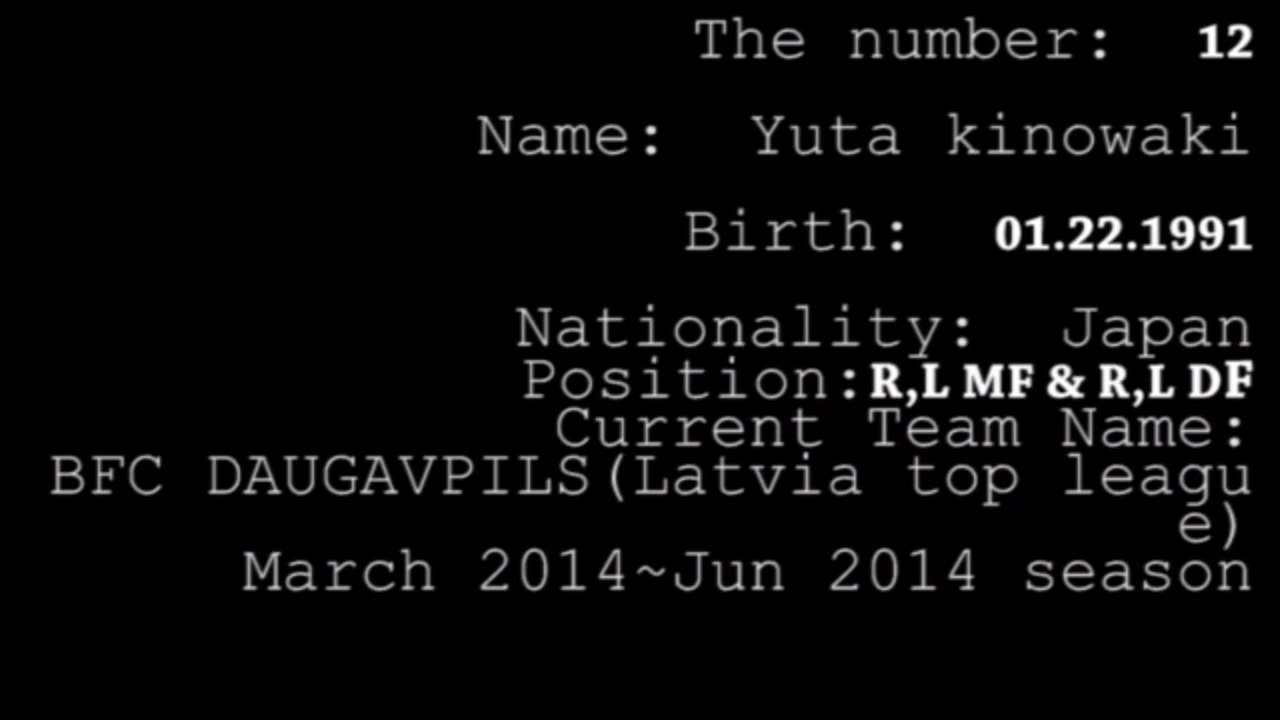 The number: 12
Name: Yuta kinowaki
Birth: 01.22.1991
Nationality: Japan
Position:R,L MF & R,L DF
Current Team Name:
BFC DAUGAVPILS(Latvia top leagu
e)
March 2014~Jun 2014 season